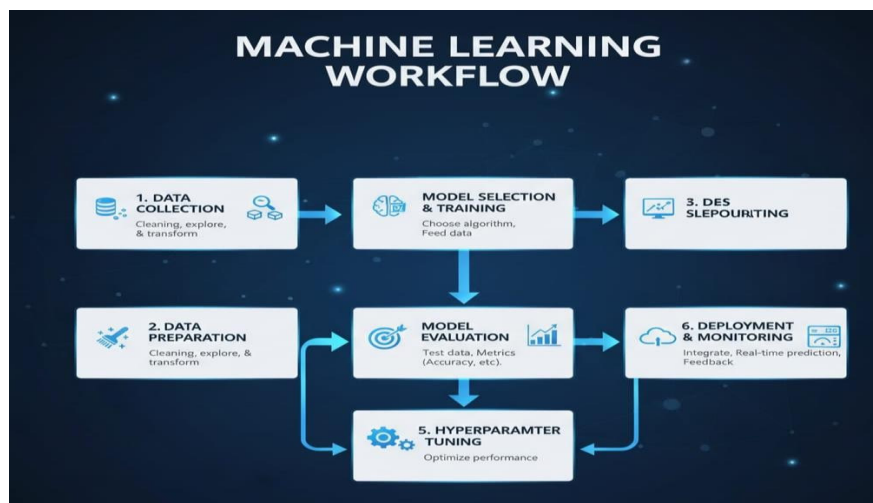 MACHINE LEARNING
WORKFLOW
1. DATA
COLLECTION
Cleaning, explore,
& transform
MODEL SELECTION
& TRAINING
Choose algorithm,
Feed data
3. DES
SLEPOURITING
2. DATA
PREPARATION
Cleaning, explore, &
transform
MODEL
EVALUATION
Test data, Metrics
(Accuracy, etc).
6. DEPLOYMENT
& MONITORING
Integrate, Real-time prediction,
Feedback
5. HYPERPARAMTER
TUNING
Optimize performance